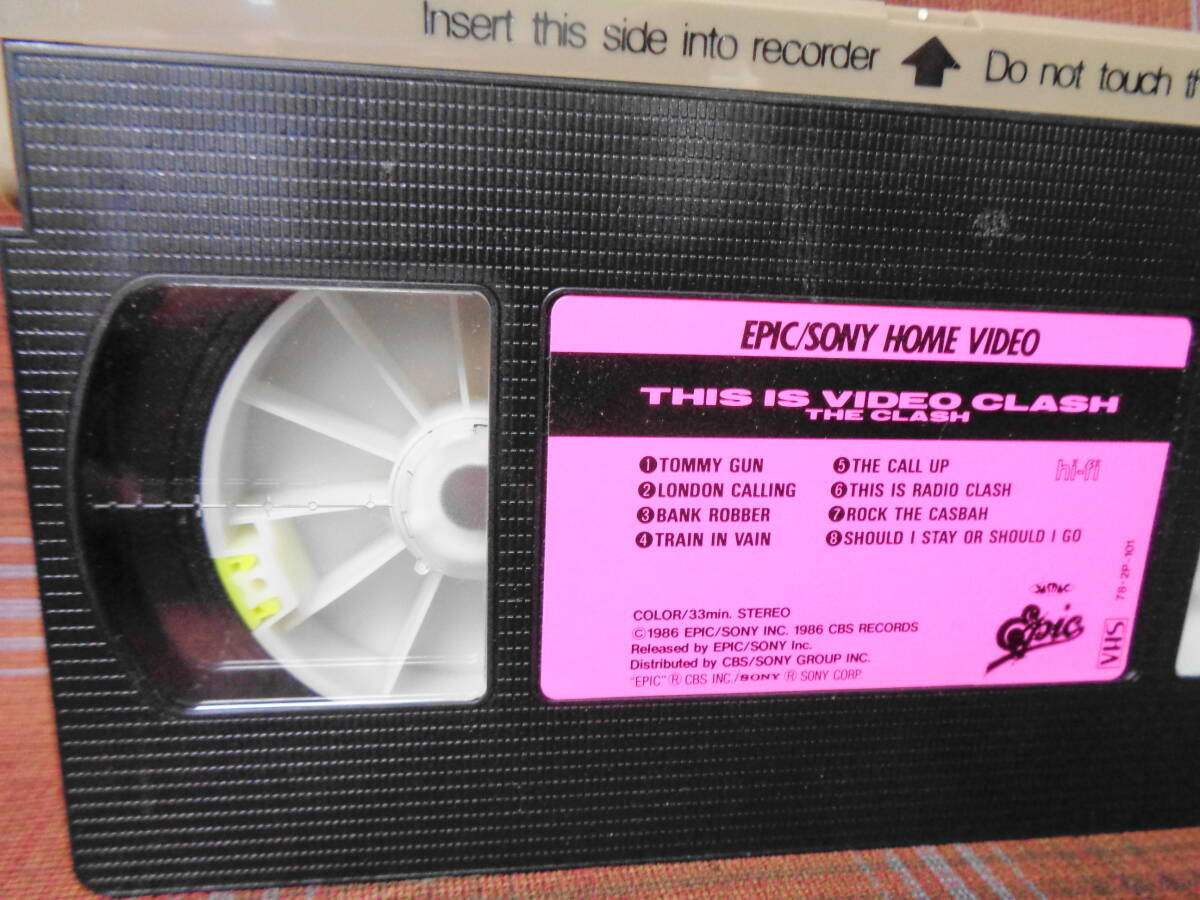 Insert this side into recorder Do not touch th
EPIC/SONY HOME VIDEO
THIS IS VIDEO CLASH
THE CLASH
❶TOMMY GUN
❷LONDON CALLING
❸BANK ROBBER
❹TRAIN IN VAIN
❺THE CALL UP
❻THIS IS RADIO CLASH
❼ROCK THE CASBAH
❽SHOULD I STAY OR SHOULD I GO
hi-fi
COLOR/33min. STEREO
©1986 EPIC/SONY INC. 1986 CBS RECORDS
Released by EPIC/SONY Inc.
Distributed by CBS/SONY GROUP INC.
"EPIC" ® CBS INC./SONY ® SONY CORP.
Epic
VHS
78·2P-101